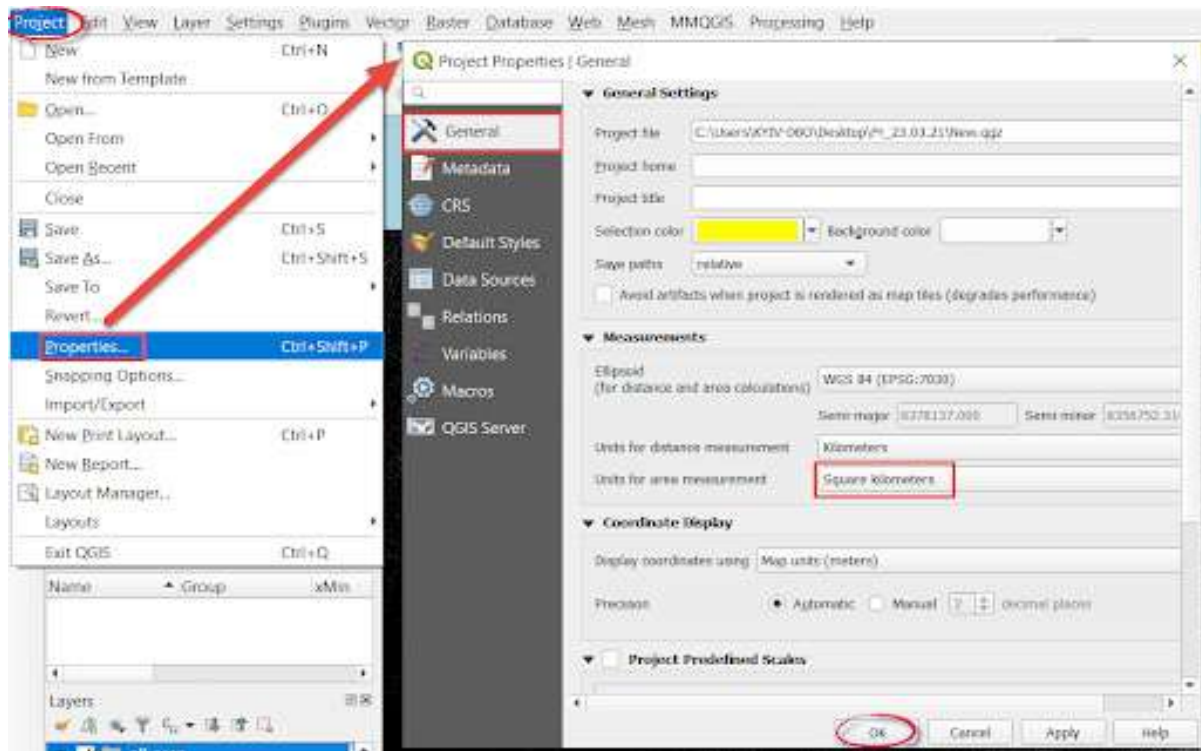 Project Edit View Layer Settings Plugins Vector Raster Database Web Mesh MMQGIS Processing Help
New Ctrl+N
New from Template
Open... Ctrl+O
Open From
Open Recent
Close
Save Ctrl+S
Save As... Ctrl+Shift+S
Save To
Revert...
Properties... Ctrl+Shift+P
Snapping Options...
Import/Export
New Print Layout... Ctrl+P
New Report...
Layout Manager...
Layouts
Exit QGIS Ctrl+Q
Name Group xMin
Layers
Project Properties | General
General
Metadata
CRS
Default Styles
Data Sources
Relations
Variables
Macros
QGIS Server
General Settings
Project file
Project home
Project title
Selection color Background color
Save paths relative
Avoid artifacts when project is rendered as map tiles (degrades performance)
Measurements
Ellipsoid
(for distance and area calculations) WGS 84 (EPSG:7030)
Semi-major 6378137.000 Semi-minor
Units for distance measurement Kilometers
Units for area measurement Square kilometers
Coordinate Display
Display coordinates using Map units (meters)
Precision Automatic Manual 2 decimal places
Project Predefined Scales
OK Cancel Apply Help